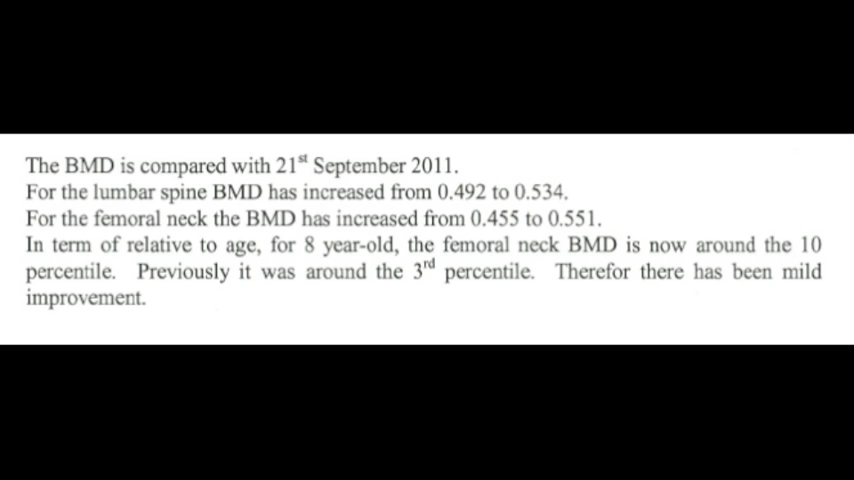 The BMD is compared with 21st September 2011.
For the lumbar spine BMD has increased from 0.492 to 0.534.
For the femoral neck the BMD has increased from 0.455 to 0.551.
In term of relative to age, for 8 year-old, the femoral neck BMD is now around the 10
percentile. Previously it was around the 3rd percentile. Therefor there has been mild
improvement.